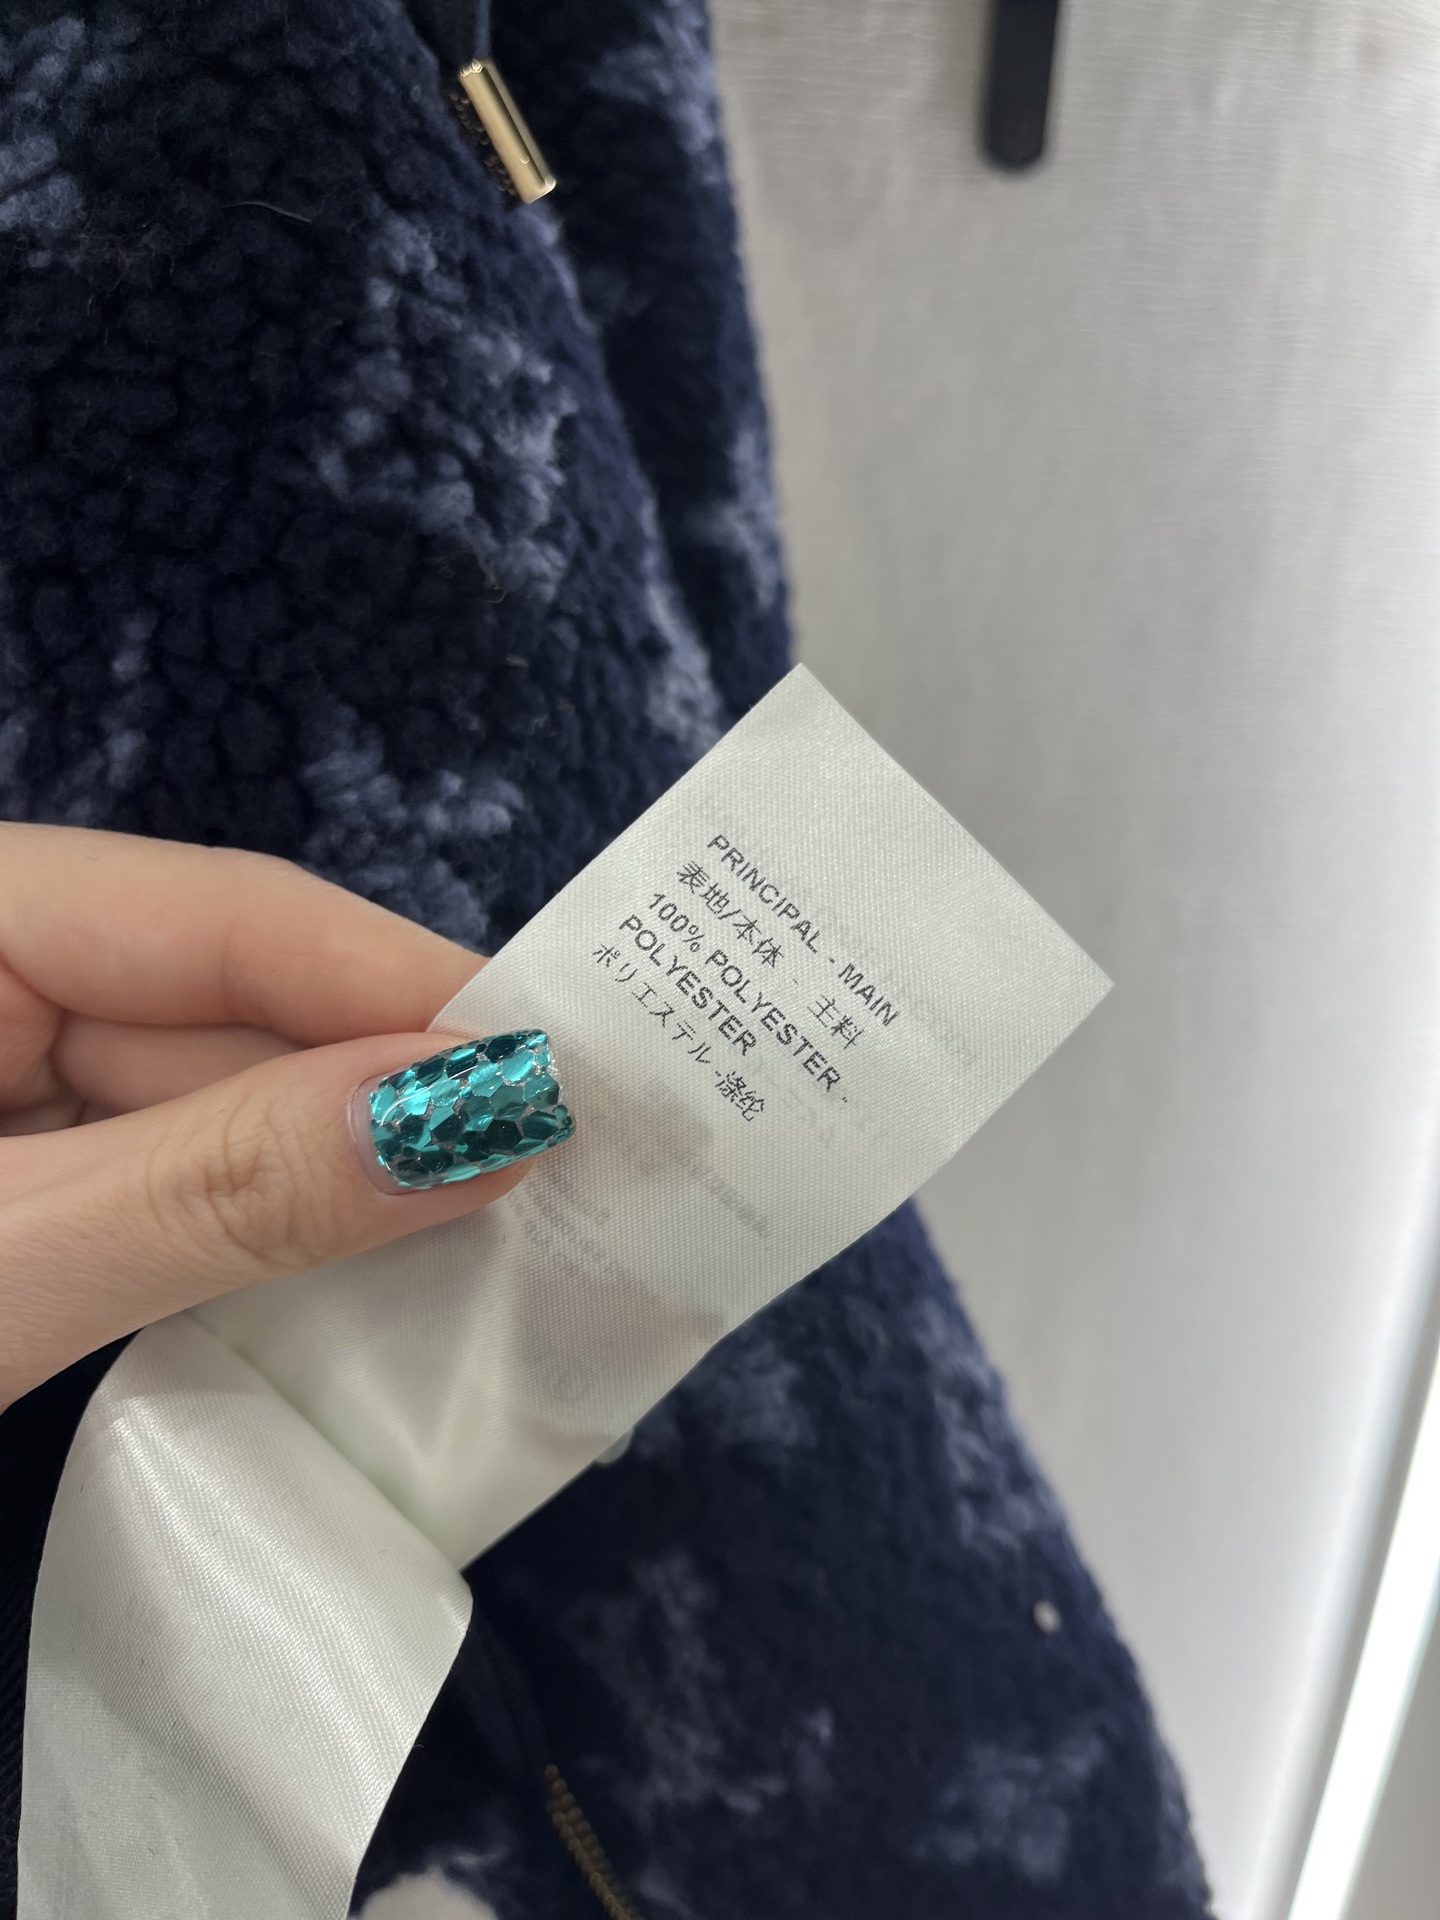 PRINCIPAL - MAIN
表地/本体 - 主料
100% POLYESTER -
POLYESTER
ポリエステル -涤纶